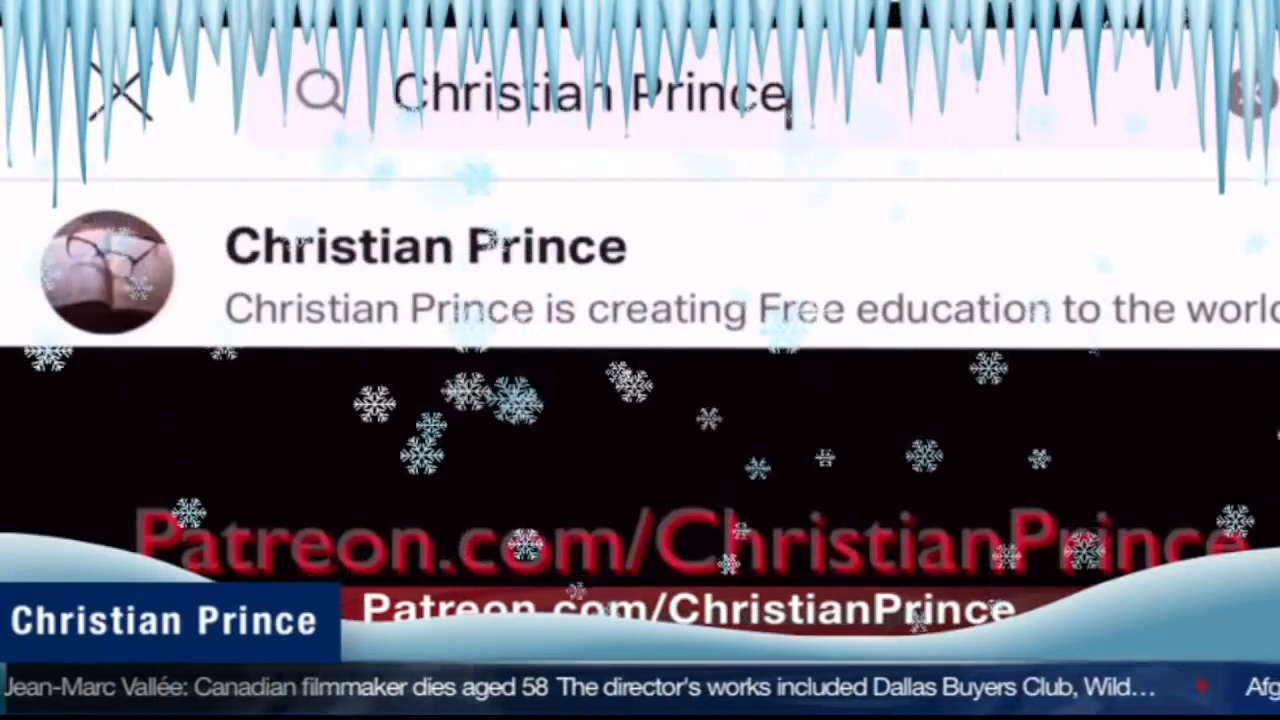 Christian Prince
Christian Prince
Christian Prince is creating Free education to the world
Patreon.com/ChristianPrince
Patreon.com/ChristianPrince
Christian Prince
Jean-Marc Vallée: Canadian filmmaker dies aged 58 The director's works included Dallas Buyers Club, Wild…